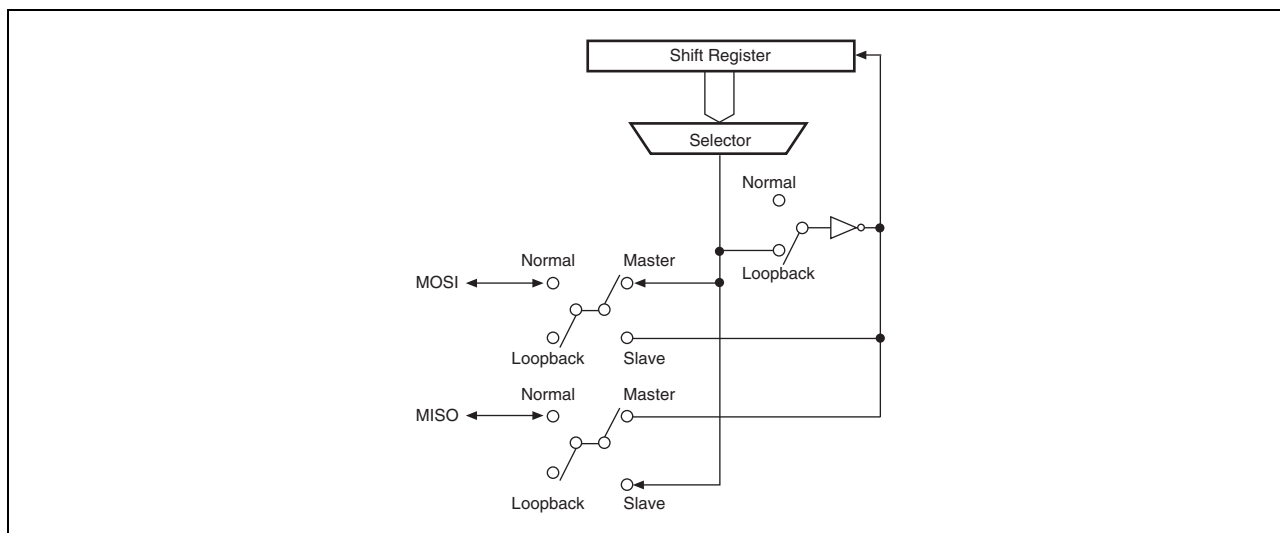 Shift Register
Selector
Normal
Loopback
Normal
Master
MOSI
Loopback
Slave
Normal
Master
MISO
Loopback
Slave